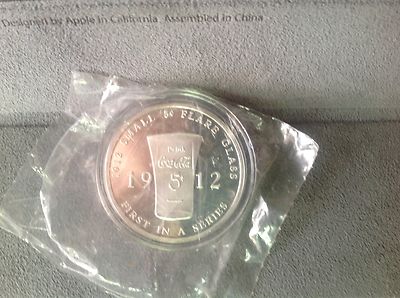 Designed by Apple in California Assembled in China
1912 SMALL 5¢ FLARE GLASS
Coca-Cola
19 5¢ 12
FIRST IN A SERIES